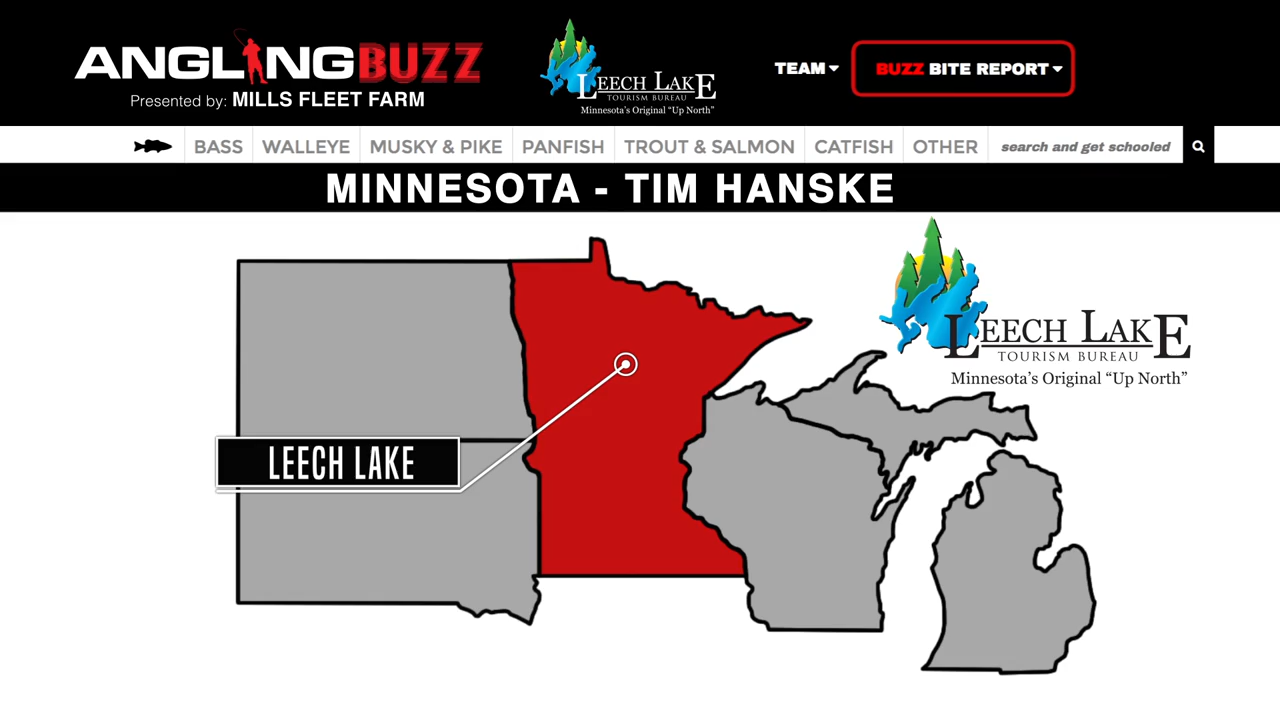 ANGLINGBUZZ
Presented by: MILLS FLEET FARM
LEECH LAKE
TOURISM BUREAU
Minnesota's Original "Up North"
TEAM
BUZZ BITE REPORT
BASS
WALLEYE
MUSKY & PIKE
PANFISH
TROUT & SALMON
CATFISH
OTHER
search and get schooled
MINNESOTA - TIM HANSKE
LEECH LAKE
TOURISM BUREAU
Minnesota's Original "Up North"
LEECH LAKE